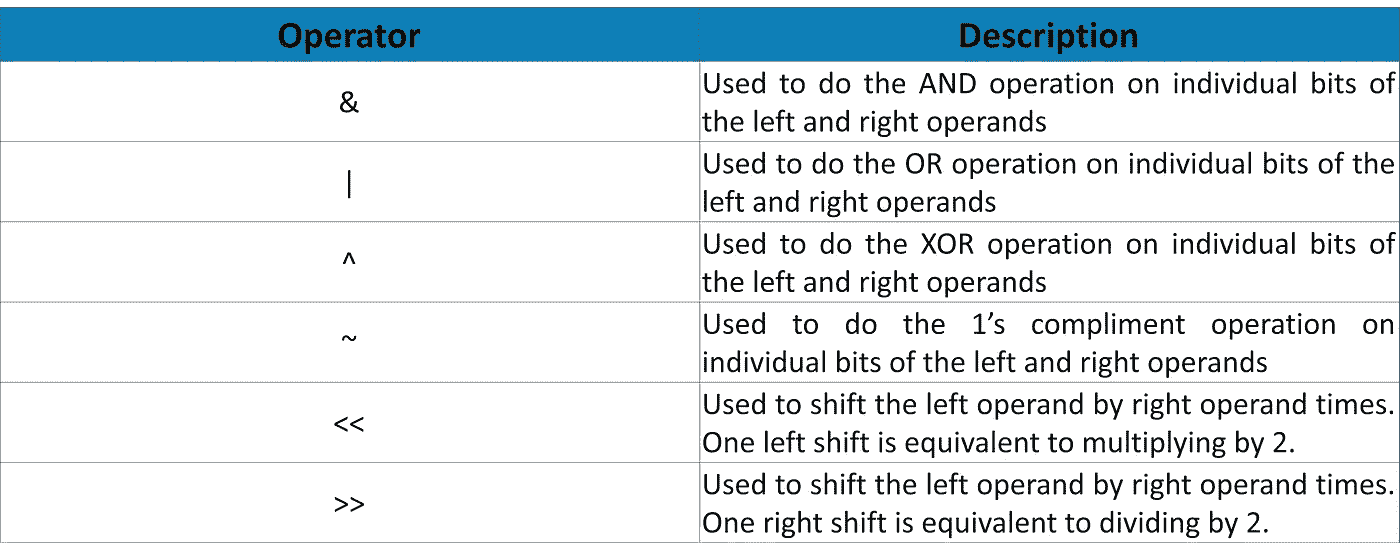 Operator Description
&
Used to do the AND operation on individual bits of
the left and right operands
|
Used to do the OR operation on individual bits of the
left and right operands
^
Used to do the XOR operation on individual bits of
the left and right operands
~
Used to do the 1’s compliment operation on
individual bits of the left and right operands
<<
Used to shift the left operand by right operand times.
One left shift is equivalent to multiplying by 2.
>>
Used to shift the left operand by right operand times.
One right shift is equivalent to dividing by 2.